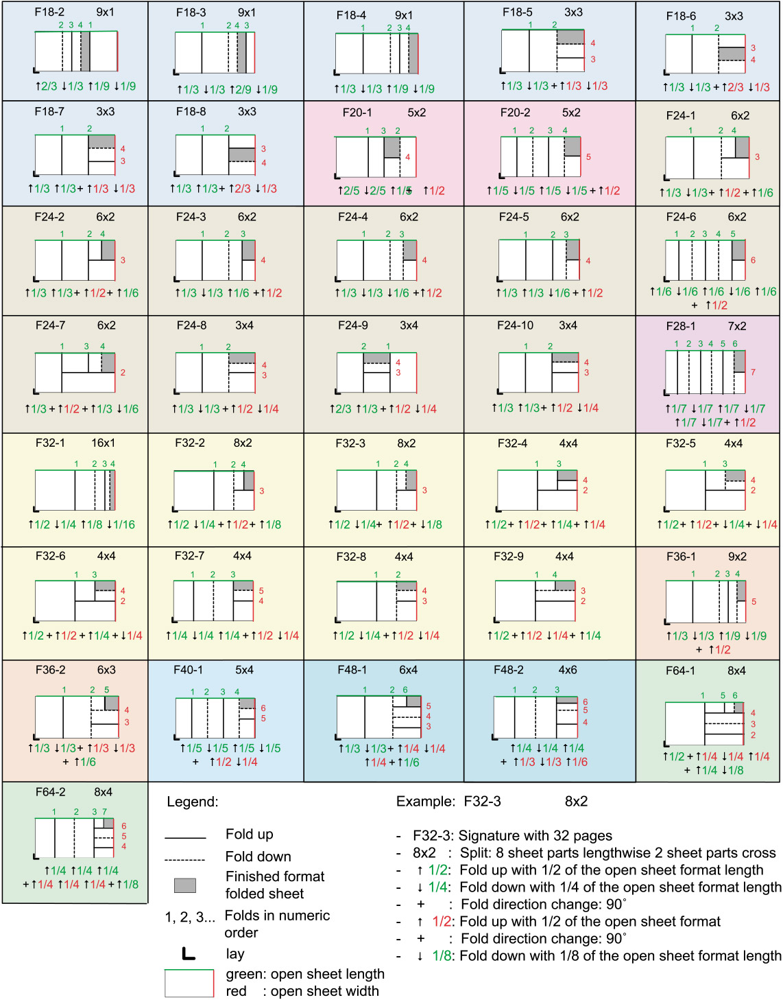 F18-2 9x1
2 3 4 1
↑2/3 ↓1/3 ↑1/9 ↓1/9
F18-3 9x1
1 2 4 3
↑1/3 ↓1/3 ↑2/9 ↓1/9
F18-4 9x1
1 2 3 4
↑1/3 ↓1/3 ↑1/9 ↓1/9
F18-5 3x3
1 2
4
3
↑1/3 ↓1/3 + ↑1/3 ↓1/3
F18-6 3x3
1 2
3
4
↑1/3 ↓1/3 + ↑2/3 ↓1/3
F18-7 3x3
1 2
4
3
↑1/3 ↑1/3 + ↑1/3 ↓1/3
F18-8 3x3
1 2
3
4
↑1/3 ↑1/3 + ↑2/3 ↓1/3
F20-1 5x2
1 3 2
4
↑2/5 ↓2/5 ↑1/5 + ↑1/2
F20-2 5x2
1 2 3 4
5
↑1/5 ↓1/5 ↑1/5 ↓1/5 + ↑1/2
F24-1 6x2
1 2 4
3
↑1/3 ↓1/3 + ↑1/2 + ↑1/6
F24-2 6x2
1 2 4
3
↑1/3 ↑1/3 + ↑1/2 + ↑1/6
F24-3 6x2
1 2 3
4
↑1/3 ↓1/3 ↑1/6 + ↑1/2
F24-4 6x2
1 2 3
4
↑1/3 ↓1/3 ↓1/6 + ↑1/2
F24-5 6x2
1 2 3
4
↑1/3 ↑1/3 ↓1/6 + ↑1/2
F24-6 6x2
1 2 3 4 5
6
↑1/6 ↓1/6 ↑1/6 ↓1/6 ↑1/6
+ ↑1/2
F24-7 6x2
1 3 4
2
↑1/3 + ↑1/2 + ↑1/3 ↓1/6
F24-8 3x4
1 2
4
3
↑1/3 ↓1/3 + ↑1/2 ↓1/4
F24-9 3x4
2 1
4
3
↑2/3 ↑1/3 + ↑1/2 ↓1/4
F24-10 3x4
1 2
4
3
↑1/3 ↑1/3 + ↑1/2 ↓1/4
F28-1 7x2
1 2 3 4 5 6
7
↑1/7 ↓1/7 ↑1/7 ↓1/7
↑1/7 ↓1/7 + ↑1/2
F32-1 16x1
1 2 3 4
↑1/2 ↓1/4 ↑1/8 ↓1/16
F32-2 8x2
1 2 4
3
↑1/2 ↓1/4 + ↑1/2 + ↑1/8
F32-3 8x2
1 2 4
3
↑1/2 ↓1/4 + ↑1/2 + ↓1/8
F32-4 4x4
1 3
4
2
↑1/2 + ↑1/2 + ↑1/4 + ↑1/4
F32-5 4x4
1 3
4
2
↑1/2 + ↑1/2 + ↓1/4 + ↓1/4
F32-6 4x4
1 3
4
2
↑1/2 + ↑1/2 + ↑1/4 + ↓1/4
F32-7 4x4
1 2 3
5
4
↑1/4 ↓1/4 ↑1/4 + ↑1/2 ↓1/4
F32-8 4x4
1 2
4
3
↑1/2 ↓1/4 + ↑1/2 ↓1/4
F32-9 4x4
1 4
3
2
↑1/2 + ↑1/2 ↓1/4 + ↑1/4
F36-1 9x2
1 2 3 4
5
↑1/3 ↓1/3 ↑1/9 ↓1/9
+ ↑1/2
F36-2 6x3
1 2 5
4
3
↑1/3 ↓1/3 + ↑1/3 ↓1/3
+ ↑1/6
F40-1 5x4
1 2 3 4
6
5
↑1/5 ↓1/5 ↑1/5 ↓1/5
+ ↑1/2 ↓1/4
F48-1 6x4
1 2 6
5
4
3
↑1/3 ↓1/3 + ↑1/4 ↓1/4
↑1/4 + ↑1/6
F48-2 4x6
1 2 3
6
5
4
↑1/4 ↓1/4 ↑1/4
+ ↑1/3 ↓1/3 ↑1/6
F64-1 8x4
1 5 6
4
3
2
↑1/2 + ↑1/4 ↓1/4 ↑1/4
+ ↑1/4 ↓1/8
F64-2 8x4
1 2 3 7
6
5
4
↑1/4 ↑1/4 ↑1/4
+ ↑1/4 ↑1/4 ↑1/4 + ↑1/8
Legend:
Fold up
Fold down
Finished format
folded sheet
1, 2, 3... Folds in numeric
order
lay
green: open sheet length
red : open sheet width
Example: F32-3 8x2
- F32-3: Signature with 32 pages
- 8x2 : Split: 8 sheet parts lengthwise 2 sheet parts cross
- ↑ 1/2: Fold up with 1/2 of the open sheet format length
- ↓ 1/4: Fold down with 1/4 of the open sheet format length
- + : Fold direction change: 90°
- ↑ 1/2: Fold up with 1/2 of the open sheet format
- + : Fold direction change: 90°
- ↓ 1/8: Fold down with 1/8 of the open sheet format length